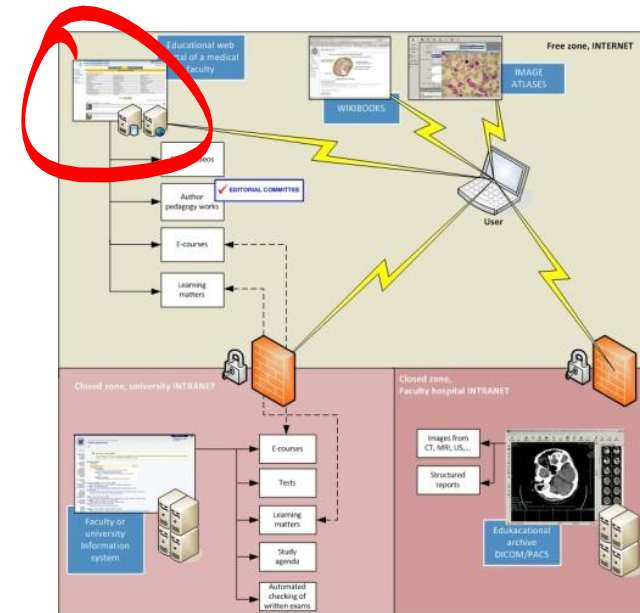 Educational web
portal of a medical
faculty
Free zone, INTERNET
IMAGE
ATLASES
WIKIBOOKS
Author
pedagogy works
EDITORIAL COMMITTEE
User
E-courses
Learning
matters
Closed zone, university INTRANET
Closed zone,
Faculty hospital INTRANET
E-courses
Images from
CT, MRI, US,...
Tests
Structured
reports
Learning
matters
Faculty or
university
Information
system
Edukacational
archive
DICOM/PACS
Study
agenda
Automated
checking of
written exams